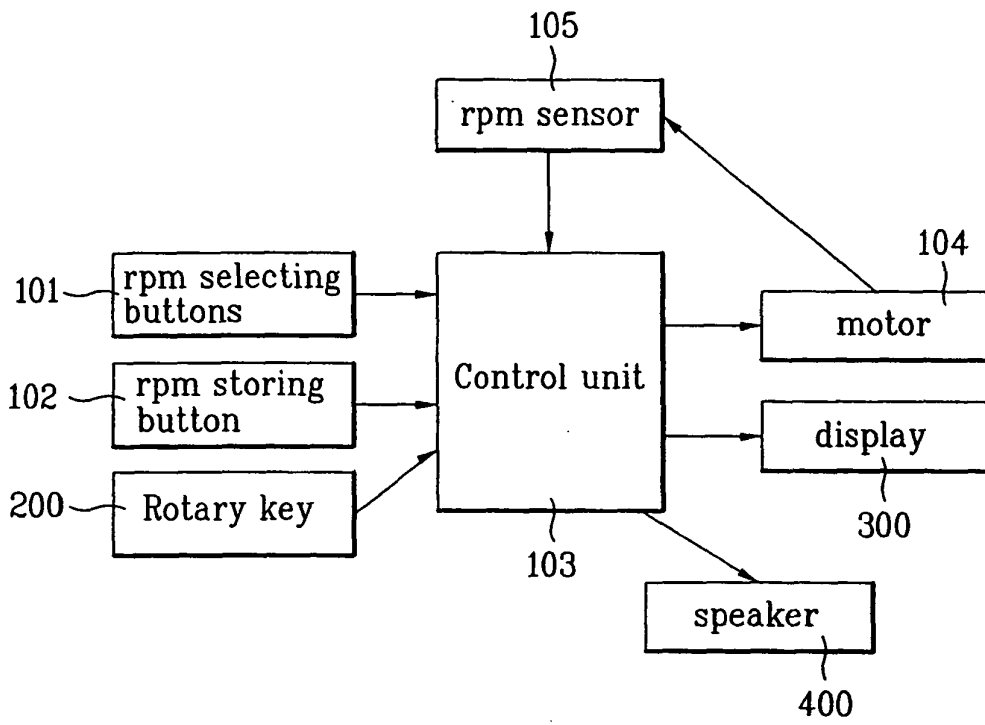 105
rpm sensor
104
101
rpm selecting
buttons
motor
102
rpm storing
button
Control unit
display
200
Rotary key
300
103
speaker
400